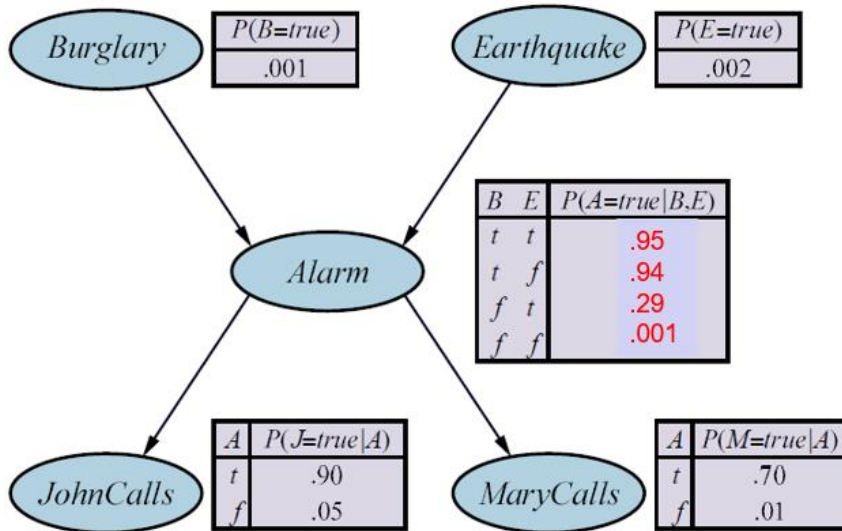 Burglary
P(B=true)
.001
Earthquake
P(E=true)
.002
Alarm
B E P(A=true|B,E)
t t .95
t f .94
f t .29
f f .001
JohnCalls
A P(J=true|A)
t .90
f .05
MaryCalls
A P(M=true|A)
t .70
f .01